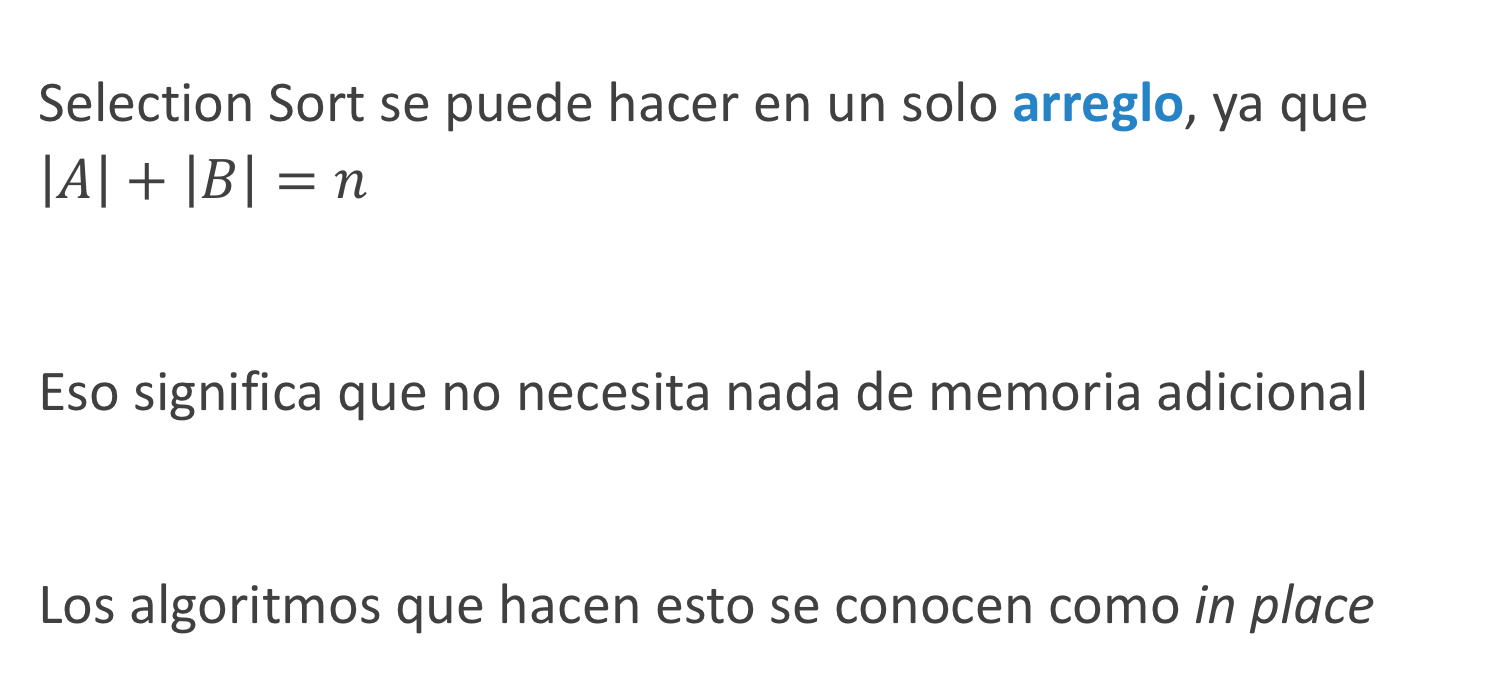 Selection Sort se puede hacer en un solo arreglo, ya que
|A| + |B| = n
Eso significa que no necesita nada de memoria adicional
Los algoritmos que hacen esto se conocen como in place